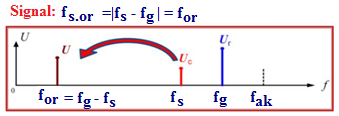 Signal: fs.or =|fs - fg| = for
U U Uc Ur
0 f
for = fg - fs fs fg fak